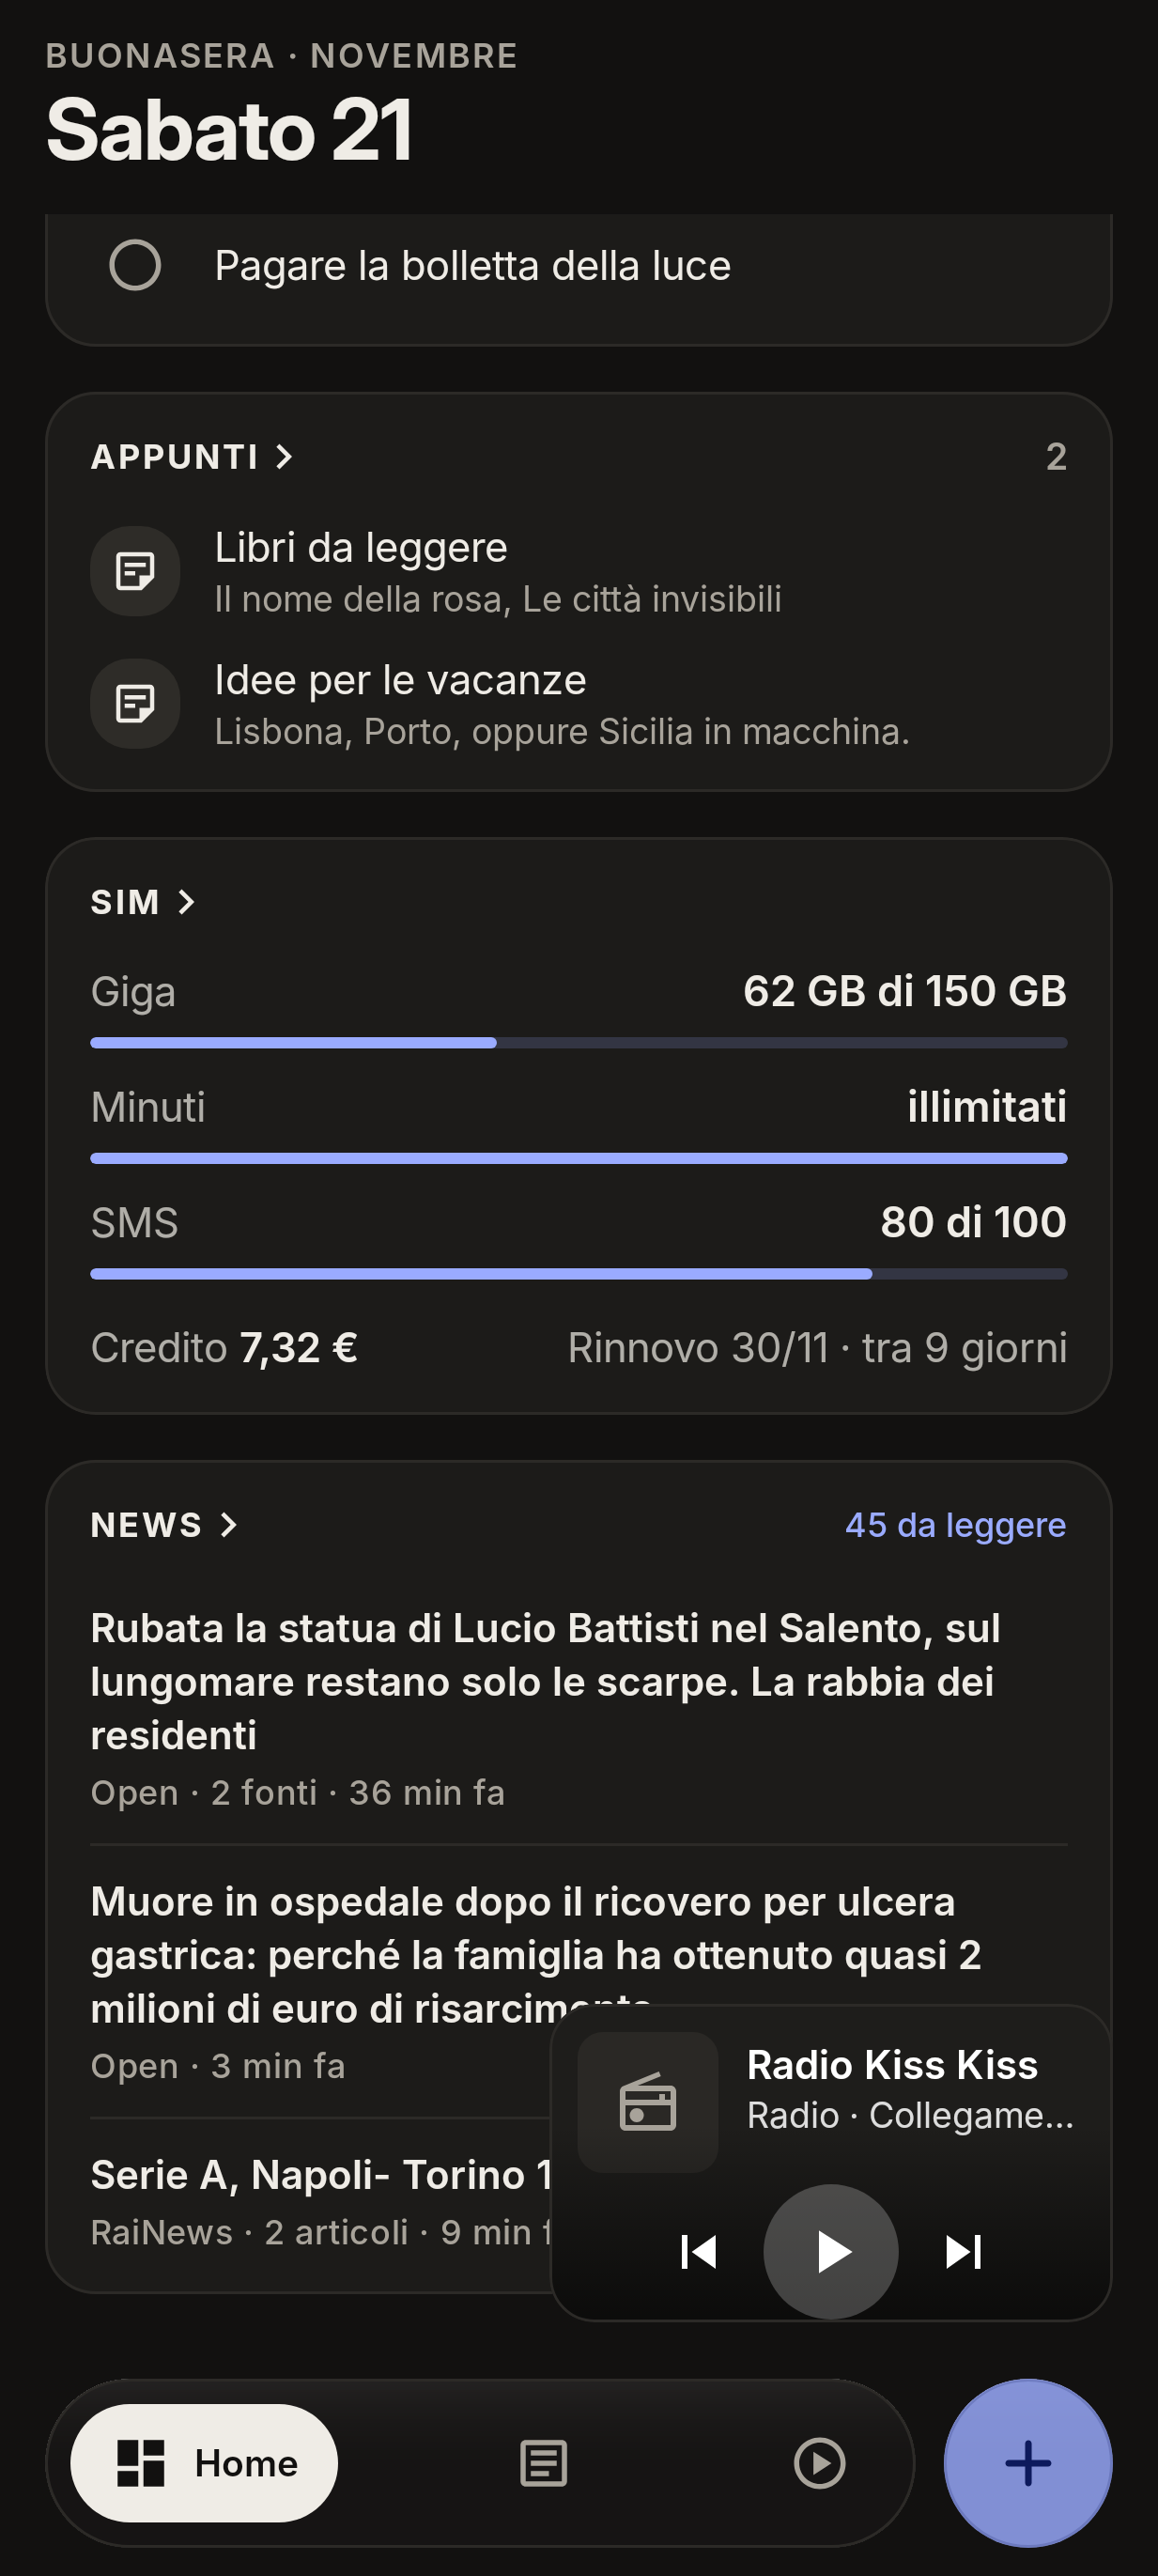 BUONASERA · NOVEMBRE
Sabato 21
Pagare la bolletta della luce
APPUNTI
2
Libri da leggere
Il nome della rosa, Le città invisibili
Idee per le vacanze
Lisbona, Porto, oppure Sicilia in macchina.
SIM
Giga
62 GB di 150 GB
Minuti
illimitati
SMS
80 di 100
Credito 7,32 €
Rinnovo 30/11 · tra 9 giorni
NEWS
45 da leggere
Rubata la statua di Lucio Battisti nel Salento, sul
lungomare restano solo le scarpe. La rabbia dei
residenti
Open · 2 fonti · 36 min fa
Muore in ospedale dopo il ricovero per ulcera
gastrica: perché la famiglia ha ottenuto quasi 2
milioni di euro di risarcimento
Open · 3 min fa
Serie A, Napoli- Torino 1
RaiNews · 2 articoli · 9 min
Radio Kiss Kiss
Radio · Collegame...
Home